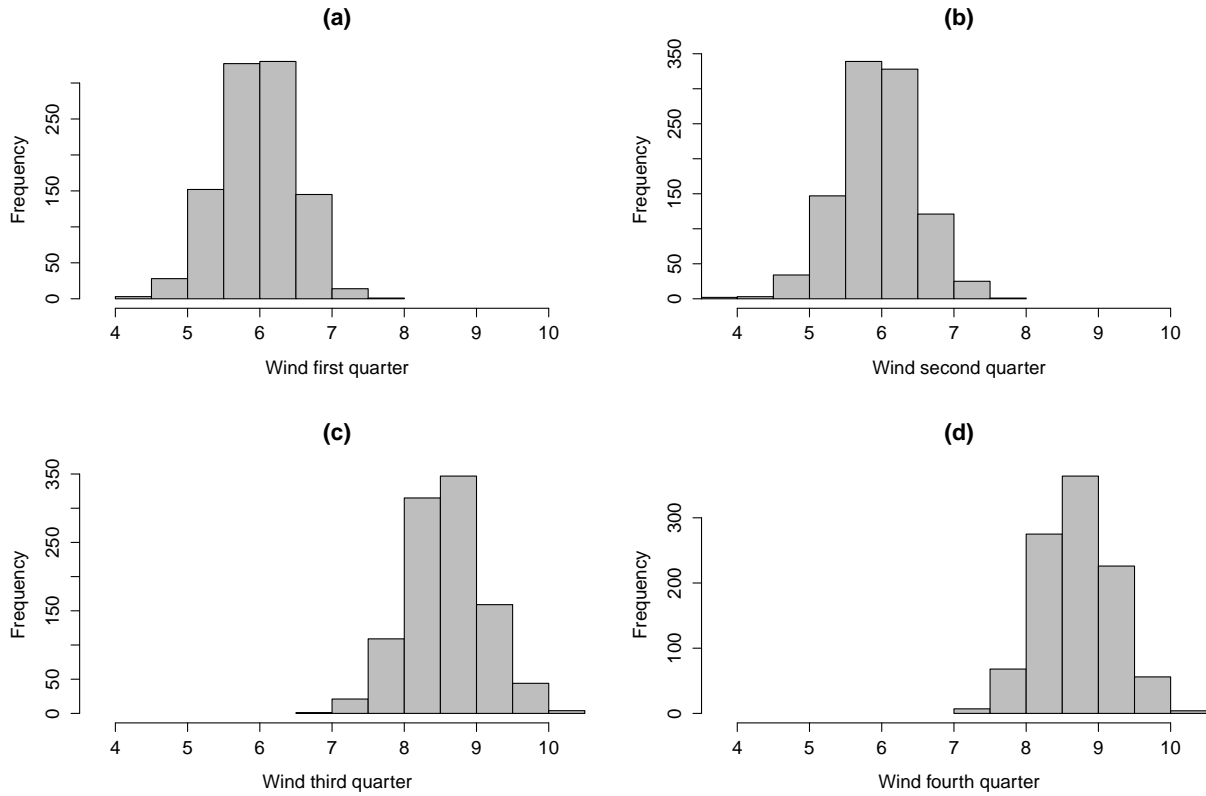 (a)
Frequency
0 50 150 250
4 5 6 7 8 9 10
Wind first quarter
(b)
Frequency
0 50 150 250 350
4 5 6 7 8 9 10
Wind second quarter
(c)
Frequency
0 50 150 250 350
4 5 6 7 8 9 10
Wind third quarter
(d)
Frequency
0 100 200 300
4 5 6 7 8 9 10
Wind fourth quarter